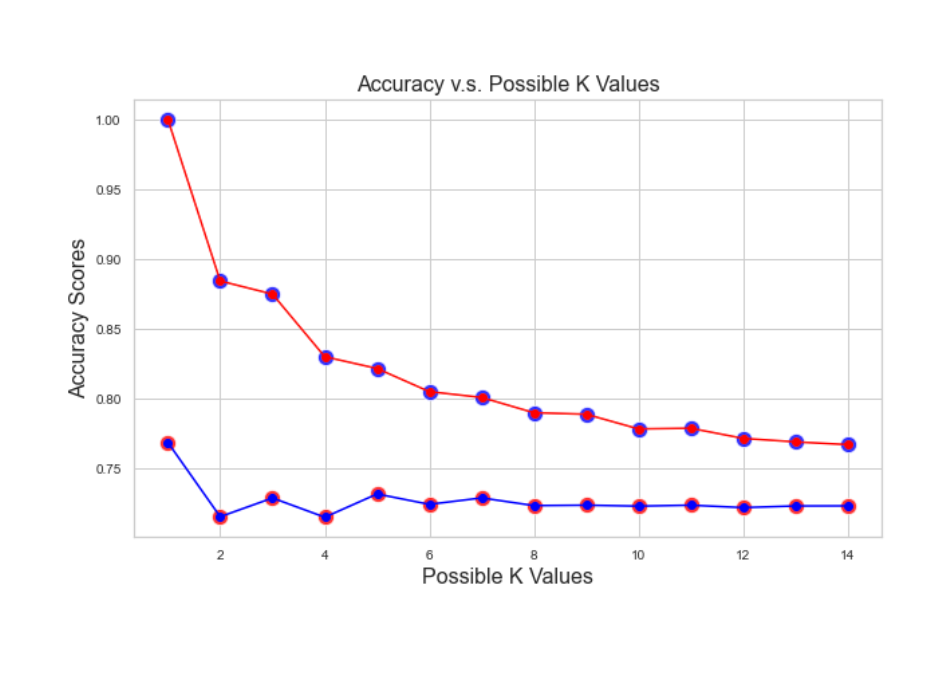 Accuracy v.s. Possible K Values
1.00
0.95
0.90
0.85
0.80
0.75
Accuracy Scores
2 4 6 8 10 12 14
Possible K Values